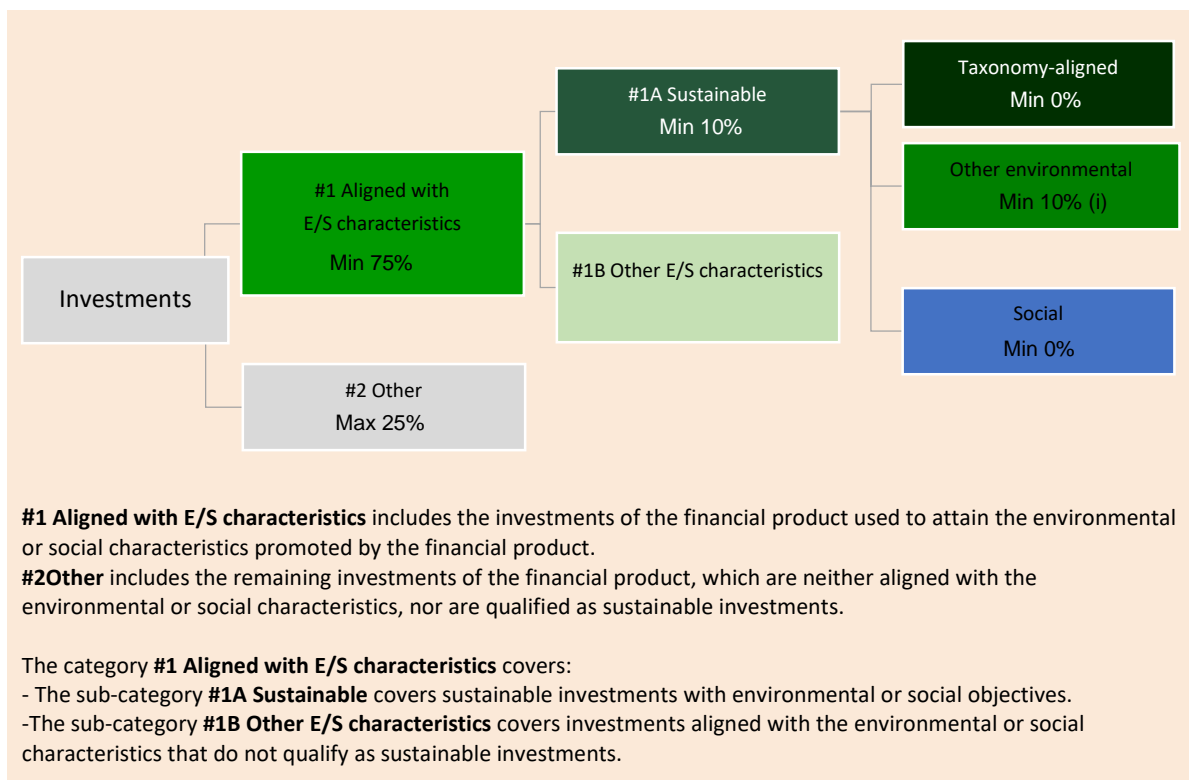 Investments
#1 Aligned with
E/S characteristics
Min 75%
#2 Other
Max 25%
#1A Sustainable
Min 10%
#1B Other E/S characteristics
Taxonomy-aligned
Min 0%
Other environmental
Min 10% (i)
Social
Min 0%
#1 Aligned with E/S characteristics includes the investments of the financial product used to attain the environmental
or social characteristics promoted by the financial product.
#2Other includes the remaining investments of the financial product, which are neither aligned with the
environmental or social characteristics, nor are qualified as sustainable investments.
The category #1 Aligned with E/S characteristics covers:
- The sub-category #1A Sustainable covers sustainable investments with environmental or social objectives.
-The sub-category #1B Other E/S characteristics covers investments aligned with the environmental or social
characteristics that do not qualify as sustainable investments.